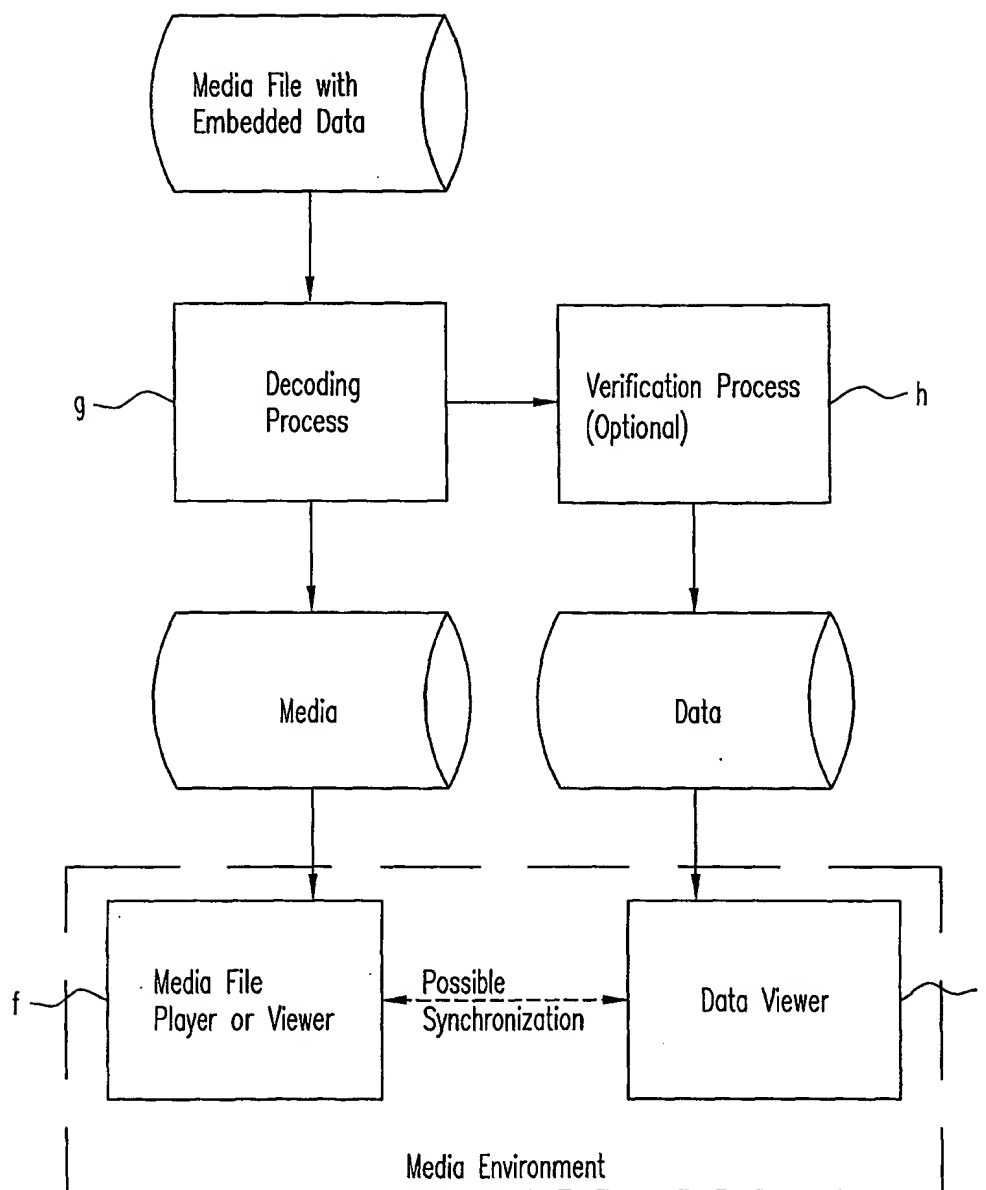 Media File with
Embedded Data
g
Decoding
Process
Verification Process
(Optional)
h
Media
Data
f
Media File
Player or Viewer
Possible
Synchronization
Data Viewer
Media Environment